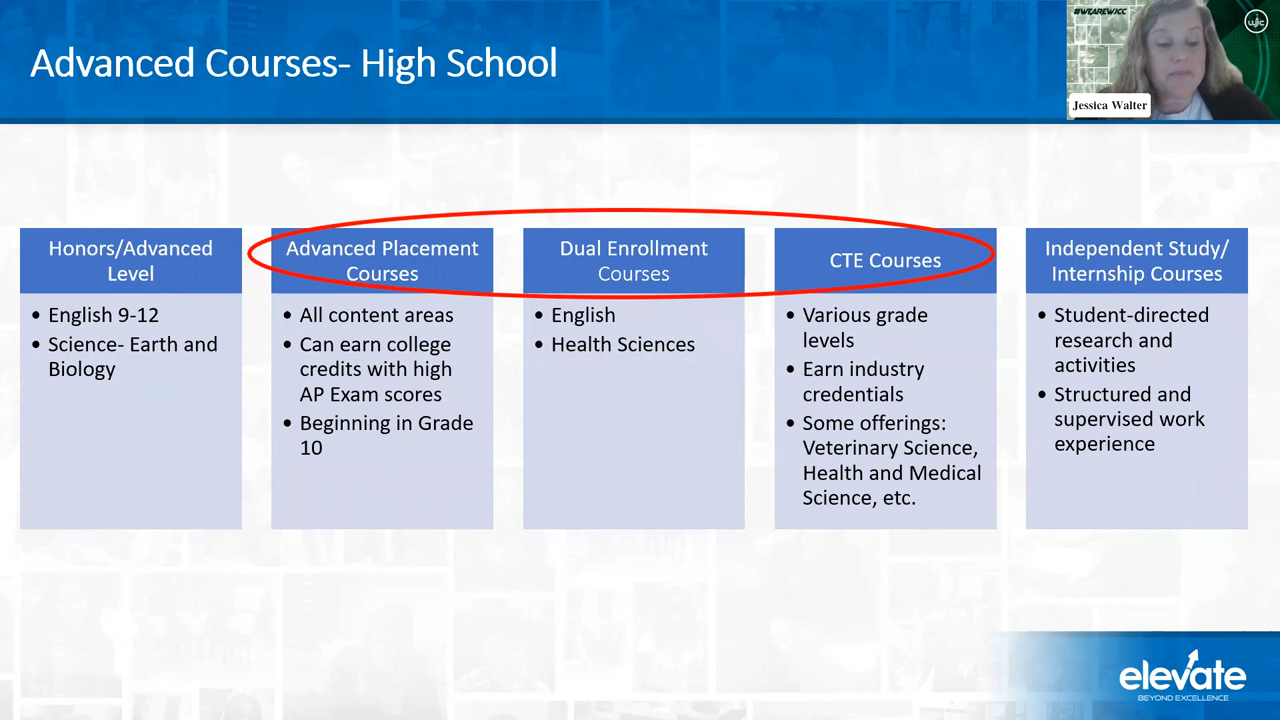 Advanced Courses- High School
#WEAREWJCC
wjc
Jessica Walter
Honors/Advanced
Level
English 9-12
Science- Earth and
Biology
Advanced Placement
Courses
All content areas
Can earn college
credits with high
AP Exam scores
Beginning in Grade
10
Dual Enrollment
Courses
English
Health Sciences
CTE Courses
Various grade
levels
Earn industry
credentials
Some offerings:
Veterinary Science,
Health and Medical
Science, etc.
Independent Study/
Internship Courses
Student-directed
research and
activities
Structured and
supervised work
experience
elevate
BEYOND EXCELLENCE